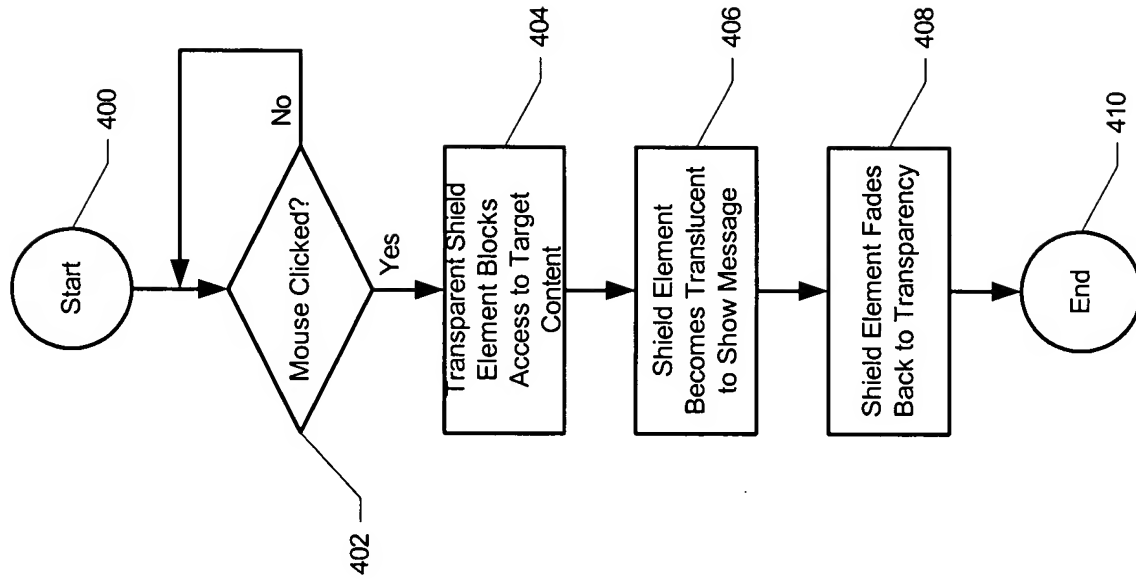 Start
400
Mouse Clicked?
No
402
Yes
Transparent Shield
Element Blocks
Access to Target
Content
404
Shield Element
Becomes Translucent
to Show Message
406
Shield Element Fades
Back to Transparency
408
End
410